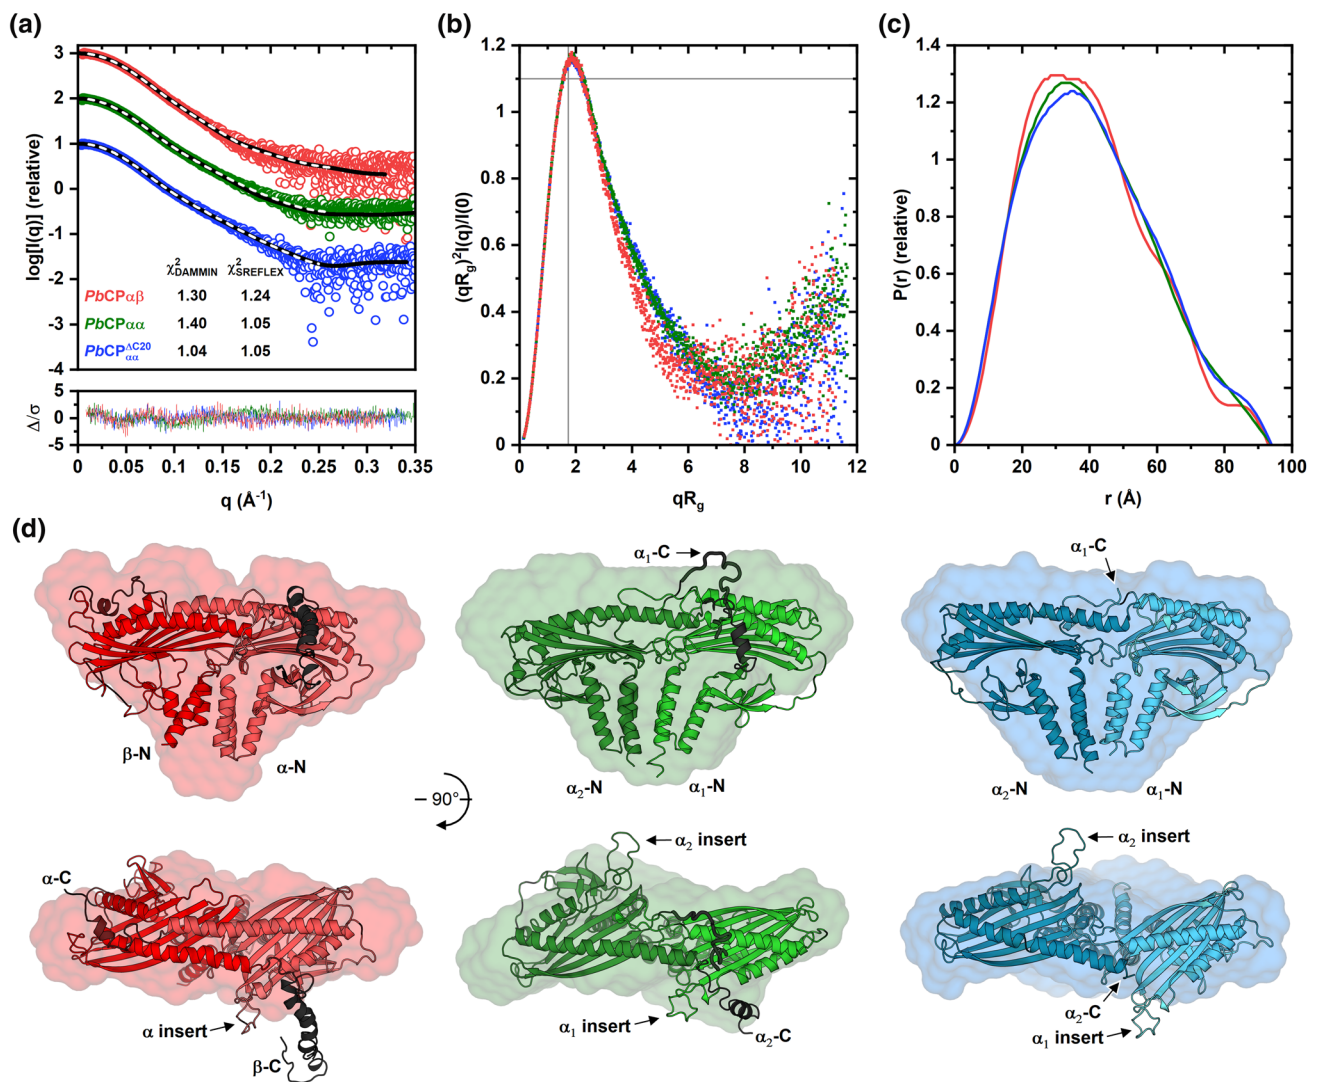 (a)
3
2
1
0
-1
-2
-3
-4
log[I(q)] (relative)
χ²DAMMIN χ²SREFLEX
PbCPαβ 1.30 1.24
PbCPαα 1.40 1.05
PbCPααΔC20 1.04 1.05
5
0
-5
Δ/σ
0 0.05 0.1 0.15 0.2 0.25 0.3 0.35
q (Å-1)
(b)
1.2
1
0.8
0.6
0.4
0.2
0
(qRg)2I(q)/I(0)
0 2 4 6 8 10 12
qRg
(c)
1.4
1.2
1
0.8
0.6
0.4
0.2
0
P(r) (relative)
0 20 40 60 80 100
r (Å)
(d)
β-N
α-N
α1-C
α2-N
α1-N
α1-C
α2-N
α1-N
90°
α-C
α insert
β-C
α2 insert
α1 insert
α2-C
α2 insert
α2-C
α1 insert